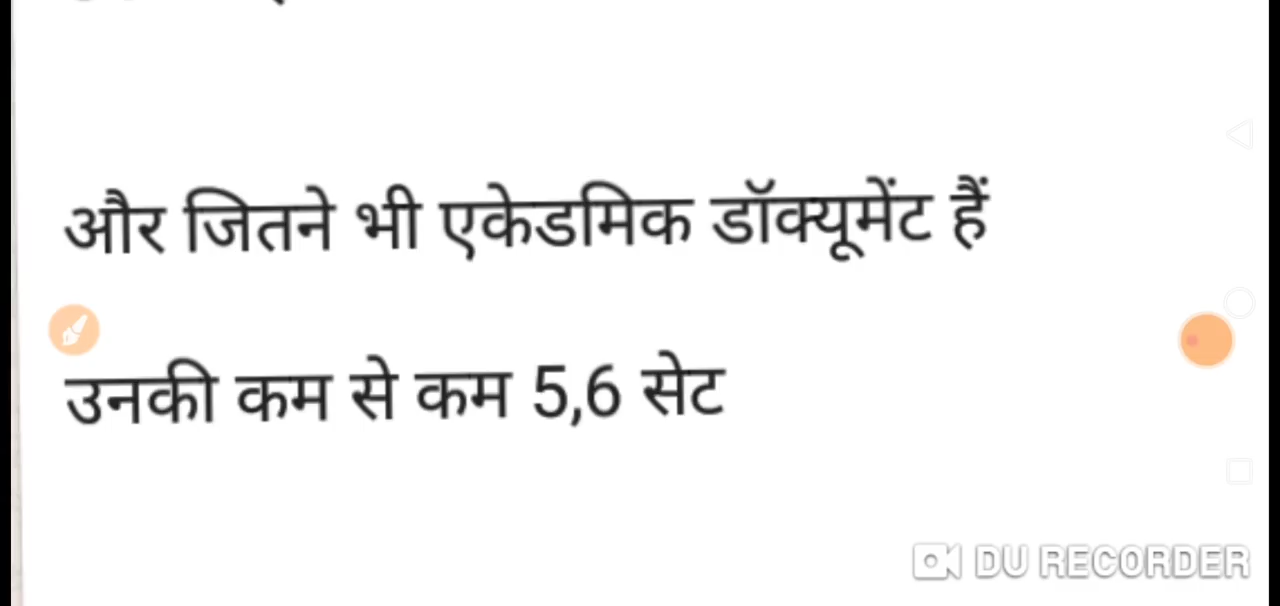 और जितने भी एकेडमिक डॉक्यूमेंट हैं
उनकी कम से कम 5,6 सेट
DU RECORDER